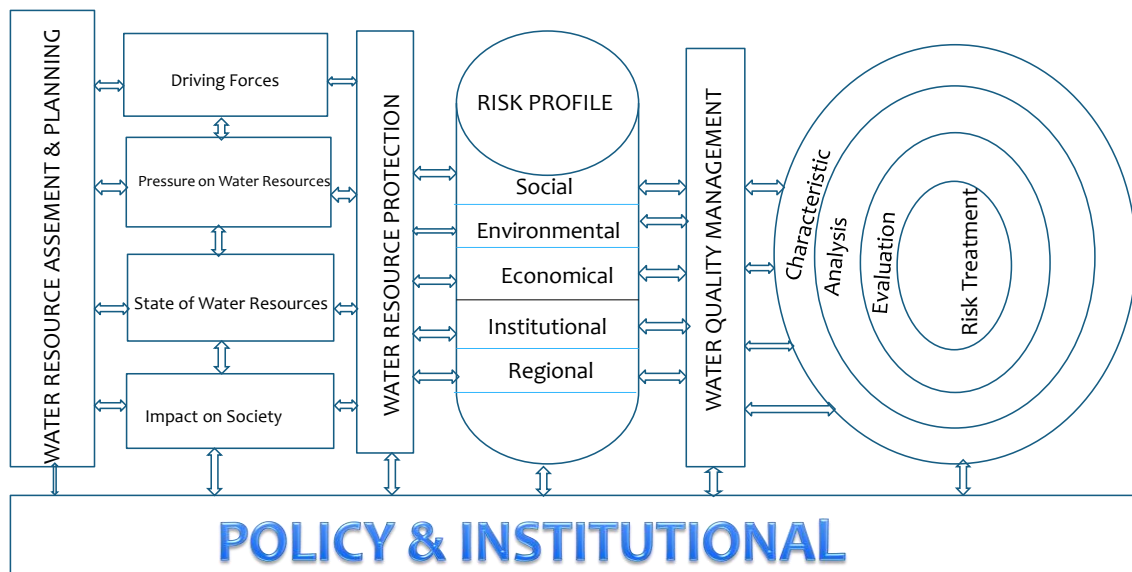 WATER RESOURCE ASSEMENT & PLANNING
Driving Forces
Pressure on Water Resources
State of Water Resources
Impact on Society
WATER RESOURCE PROTECTION
RISK PROFILE
Social
Environmental
Economical
Institutional
Regional
WATER QUALITY MANAGEMENT
Characteristic
Analysis
Evaluation
Risk Treatment
POLICY & INSTITUTIONAL